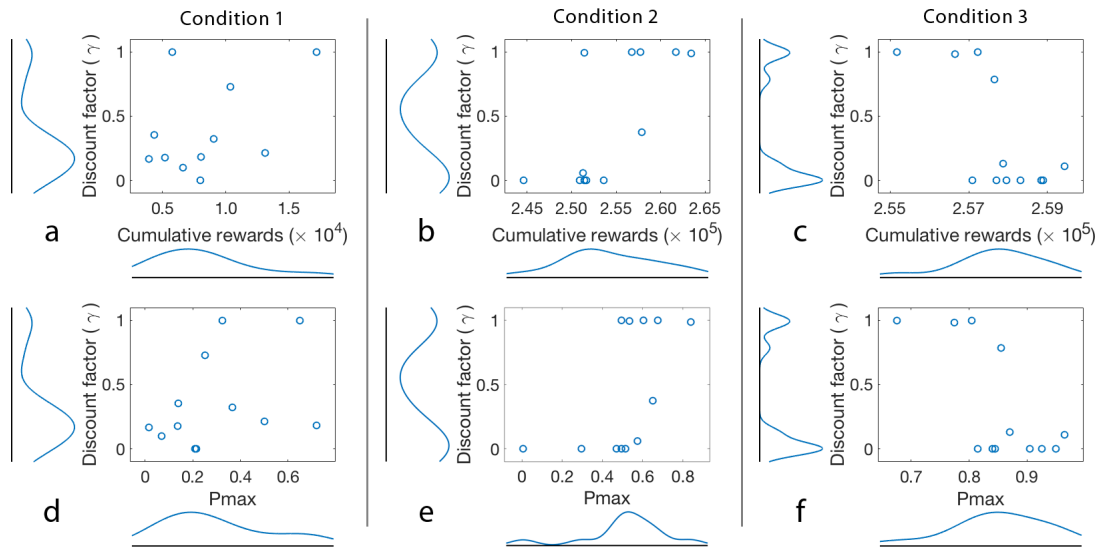 Condition 1
Condition 2
Condition 3
Discount factor ( γ )
1
0.5
0
0.5
1.0
1.5
a
Cumulative rewards (× 10⁴)
Discount factor ( γ )
1
0.5
0
2.45
2.50
2.55
2.60
2.65
b
Cumulative rewards (× 10⁵)
Discount factor ( γ )
1
0.5
0
2.55
2.57
2.59
c
Cumulative rewards (× 10⁵)
Discount factor ( γ )
1
0.5
0
0
0.2
0.4
0.6
d
Pmax
Discount factor ( γ )
1
0.5
0
0
0.2
0.4
0.6
0.8
e
Pmax
Discount factor ( γ )
1
0.5
0
0.7
0.8
0.9
f
Pmax